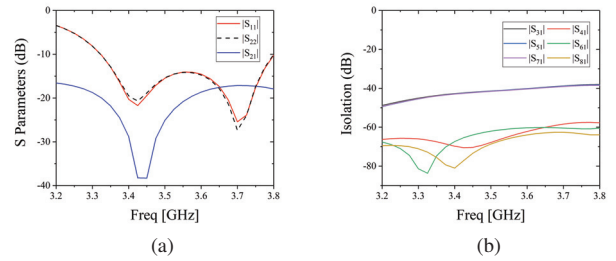 S Parameters (dB)
0
-10
-20
-30
-40
3.2 3.3 3.4 3.5 3.6 3.7 3.8
Freq [GHz]
|S11|
|S22|
|S21|
(a)
Isolation (dB)
0
-20
-40
-60
-80
3.2 3.3 3.4 3.5 3.6 3.7 3.8
Freq [GHz]
|S31| |S41|
|S51| |S61|
|S71| |S81|
(b)